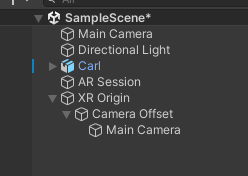 SampleScene*
Main Camera
Directional Light
Carl
AR Session
XR Origin
Camera Offset
Main Camera